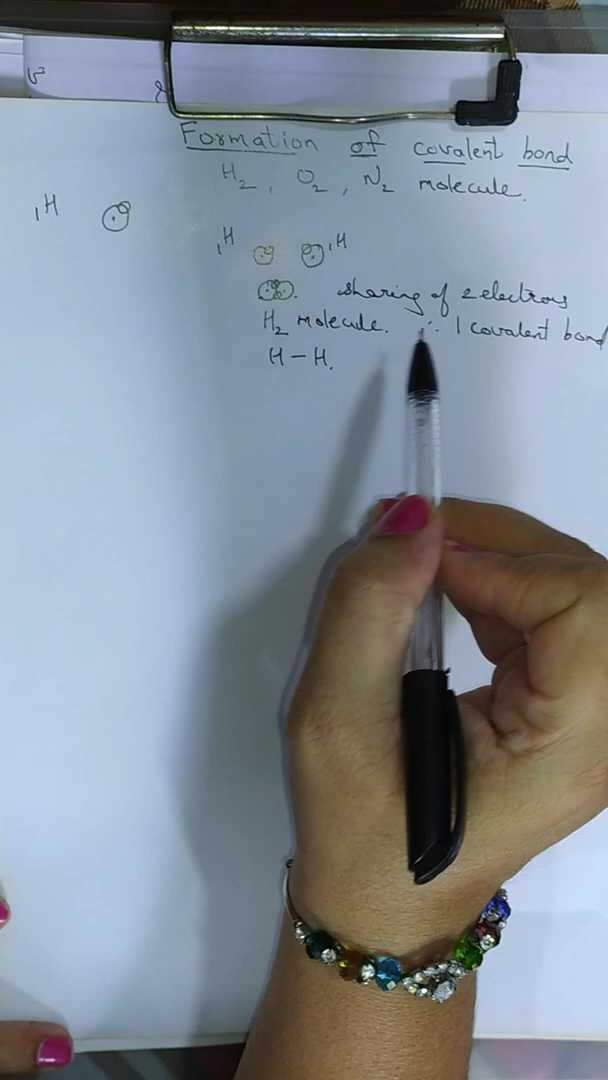 Formation of covalent bond
H2, O2, N2 molecule.
1H
1H 1H
sharing of 2 electrons
H2 molecule. ∴ 1 covalent bond
H – H.